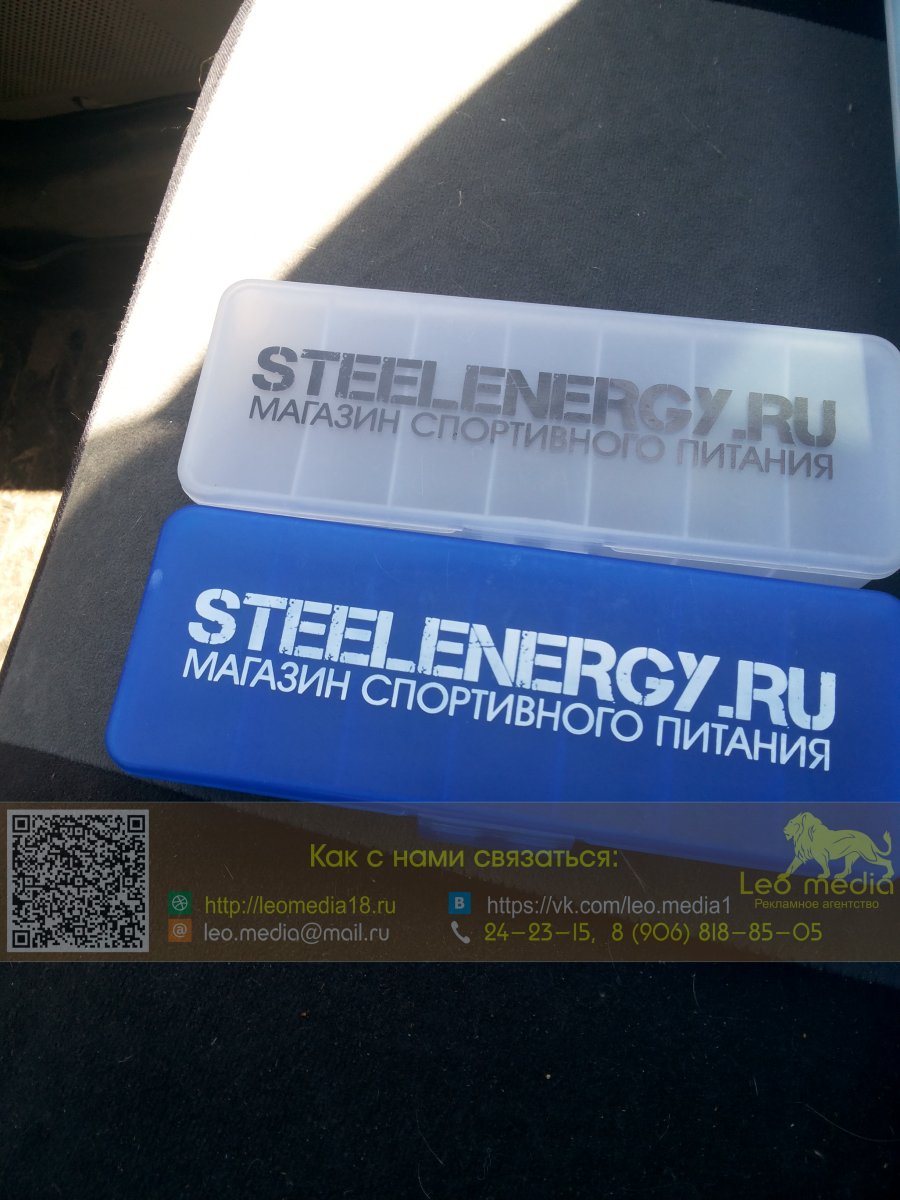 STEELENERGY.RU
МАГАЗИН СПОРТИВНОГО ПИТАНИЯ
STEELENERGY.RU
МАГАЗИН СПОРТИВНОГО ПИТАНИЯ
Как с нами связаться:
Leo media
Рекламное агентство
http://leomedia18.ru
https://vk.com/leo.media1
leo.media@mail.ru
24-23-15, 8 (906) 818-85-05